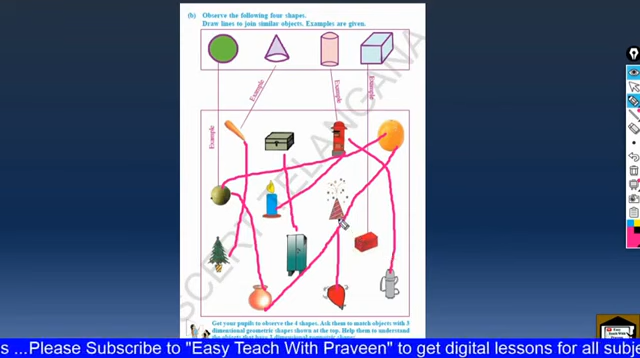 (b) Observe the following four shapes.
Draw lines to join similar objects. Examples are given.
Example
Example
Example
Example
SCERT TELANGANA
Get your pupils to observe the 4 shapes. Ask them to match objects with 3
dimensional geometric shapes shown at the top. Help them to understand
s ...Please Subscribe to "Easy Teach With Praveen" to get digital lessons for all sube